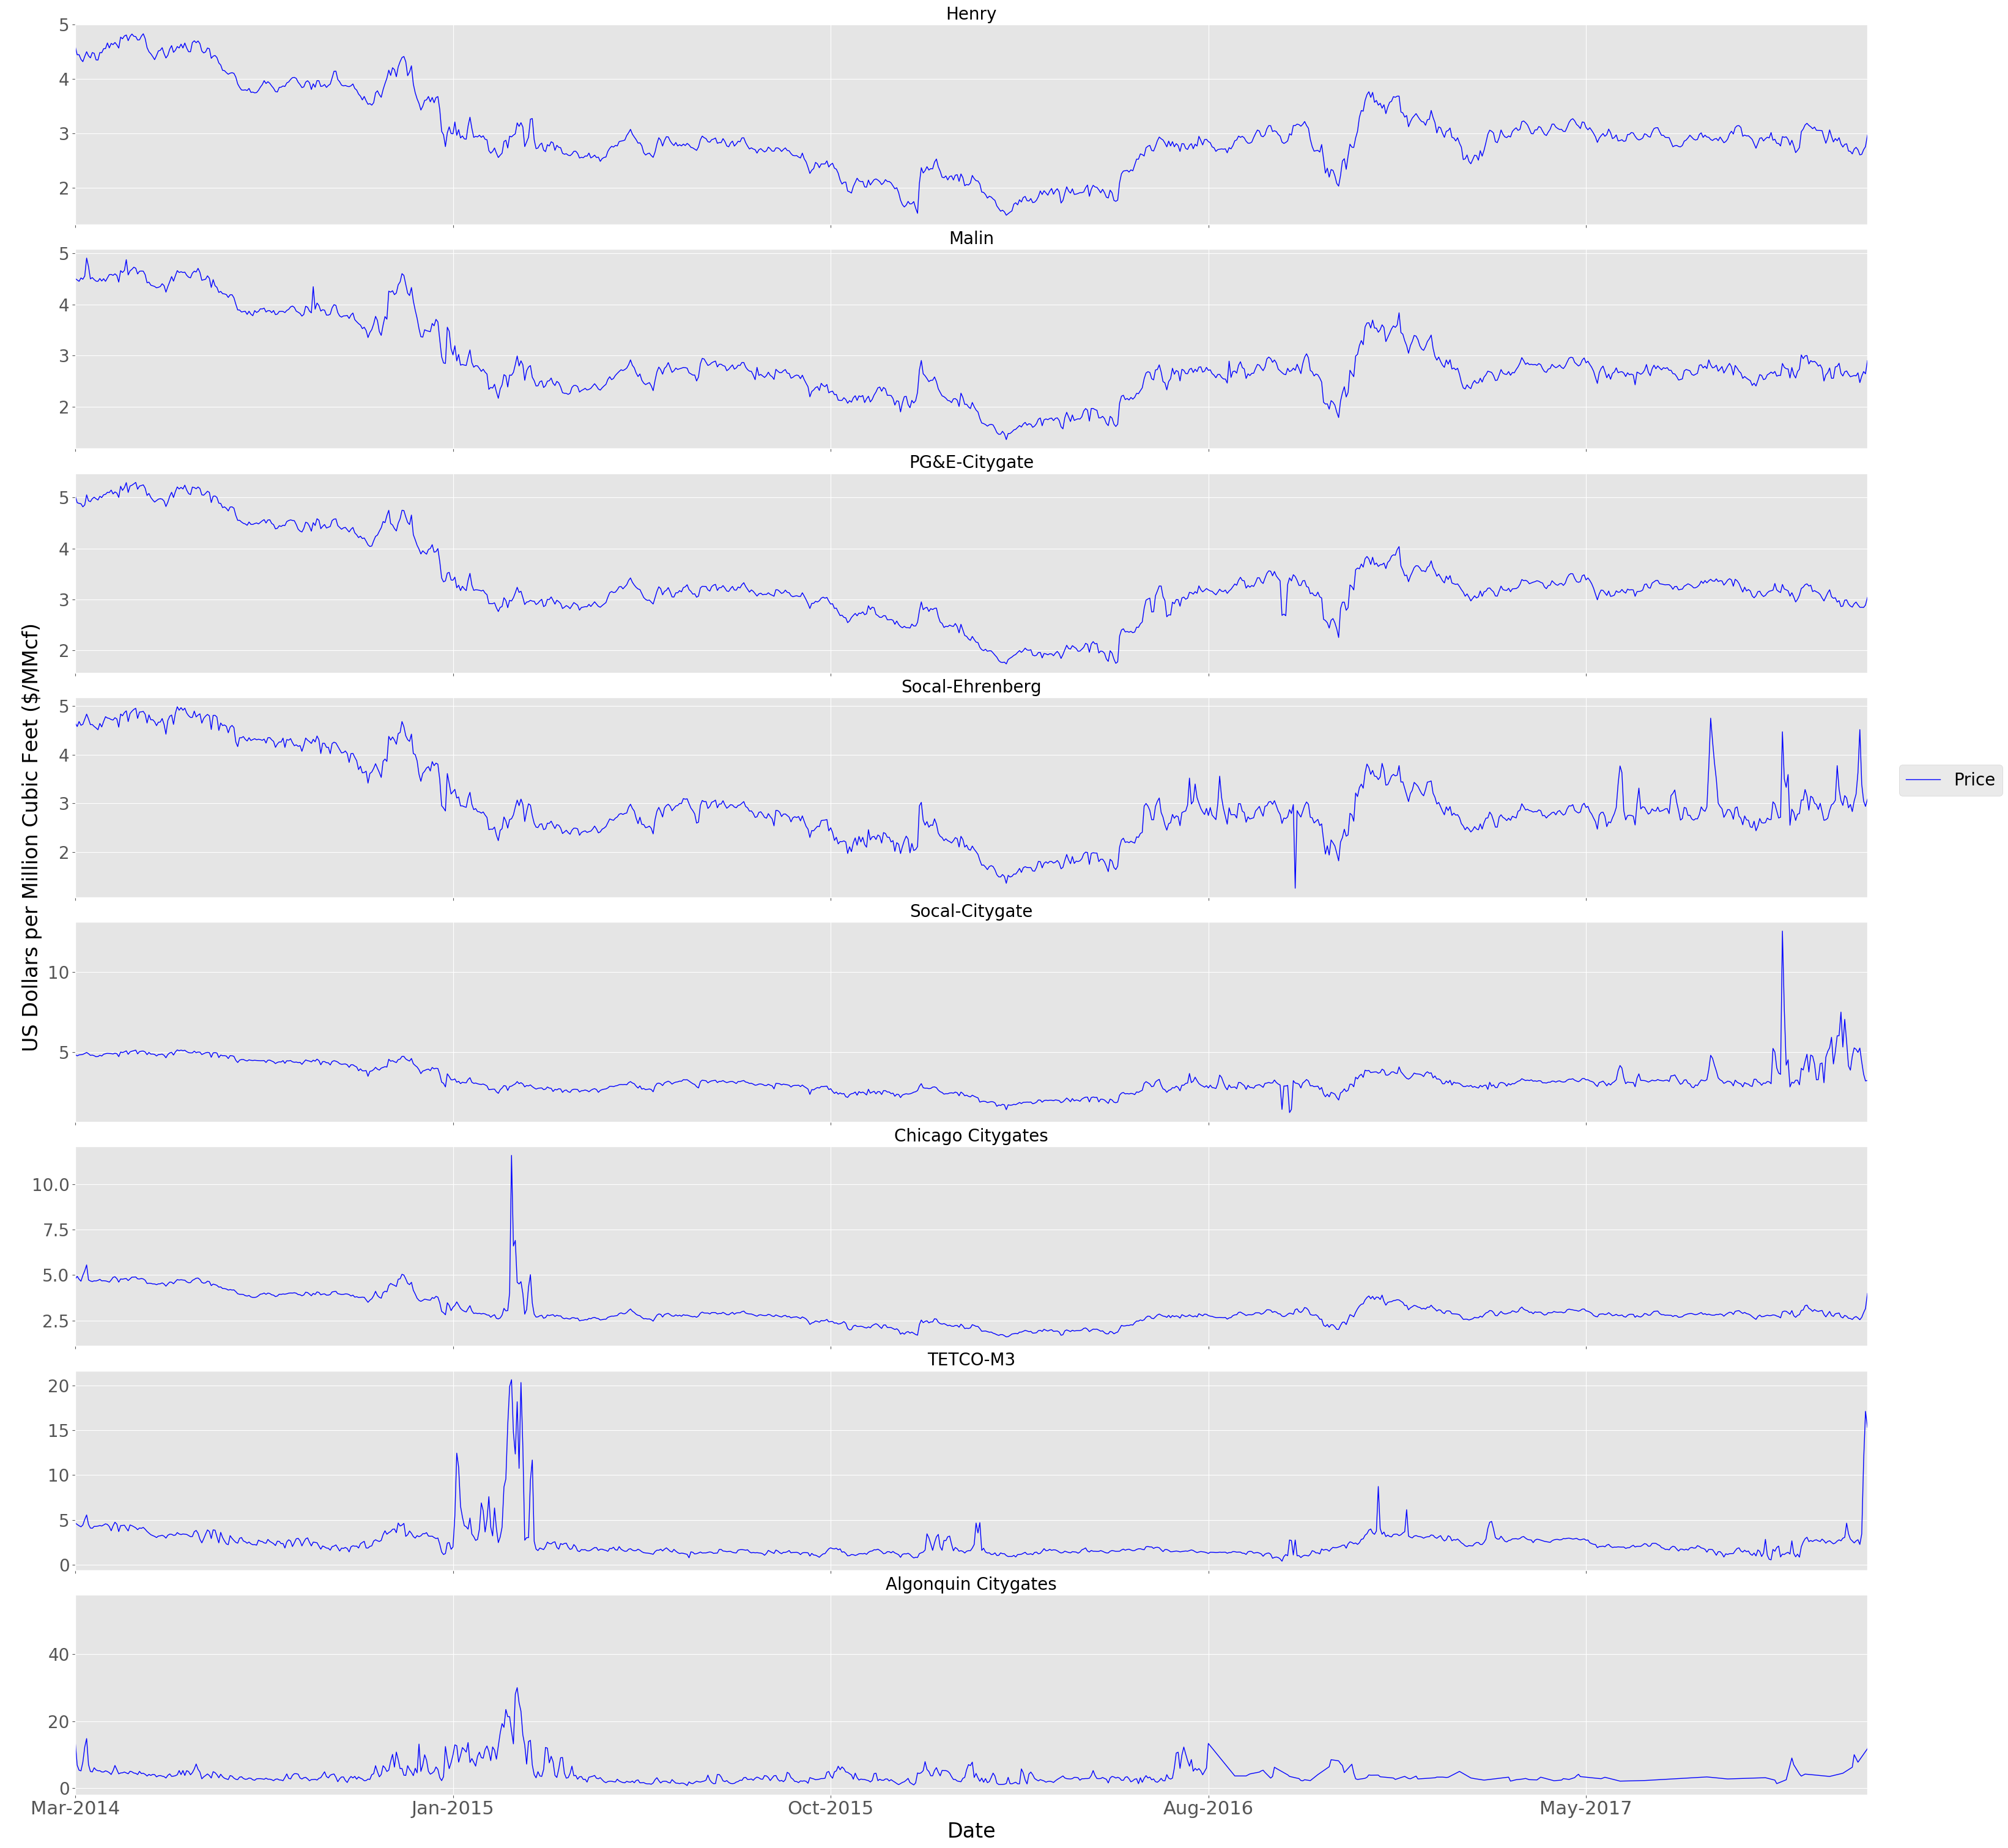 Henry
5
4
3
2
Malin
5
4
3
2
PG&E-Citygate
5
4
3
2
Socal-Ehrenberg
5
4
3
2
Socal-Citygate
10
5
Chicago Citygates
10.0
7.5
5.0
2.5
TETCO-M3
20
15
10
5
0
Algonquin Citygates
40
20
0
Mar-2014 Jan-2015 Oct-2015 Aug-2016 May-2017
Date
US Dollars per Million Cubic Feet ($/MMcf)
Price